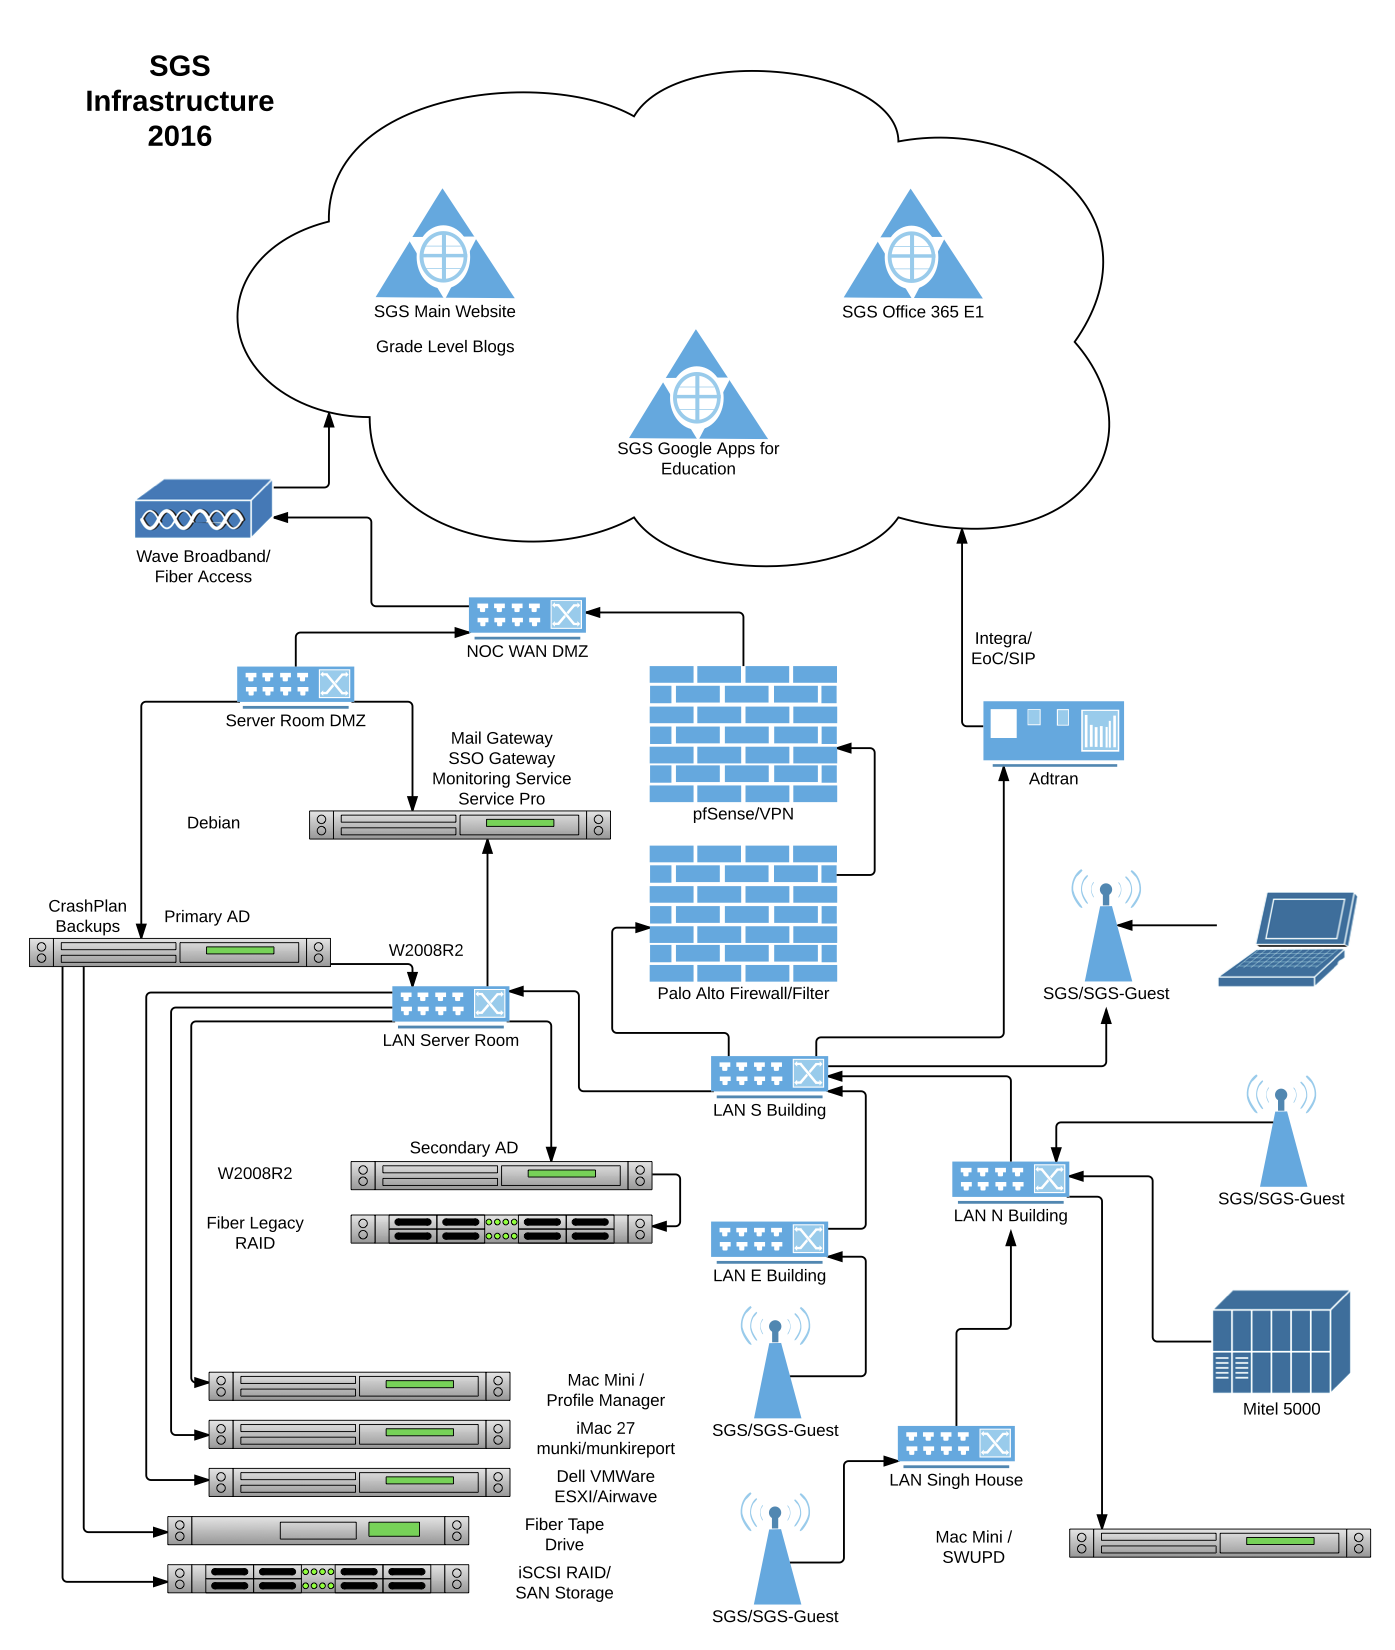 SGS
Infrastructure
2016
SGS Main Website
Grade Level Blogs
SGS Office 365 E1
SGS Google Apps for
Education
Wave Broadband/
Fiber Access
NOC WAN DMZ
Integra/
EoC/SIP
Server Room DMZ
Mail Gateway
SSO Gateway
Monitoring Service
Service Pro
Adtran
pfSense/VPN
Debian
CrashPlan
Backups
Primary AD
W2008R2
Palo Alto Firewall/Filter
SGS/SGS-Guest
LAN Server Room
LAN S Building
Secondary AD
W2008R2
SGS/SGS-Guest
Fiber Legacy
RAID
LAN N Building
LAN E Building
Mac Mini /
Profile Manager
Mitel 5000
iMac 27
munki/munkireport
SGS/SGS-Guest
Dell VMWare
ESXI/Airwave
LAN Singh House
Fiber Tape
Drive
Mac Mini /
SWUPD
iSCSI RAID/
SAN Storage
SGS/SGS-Guest